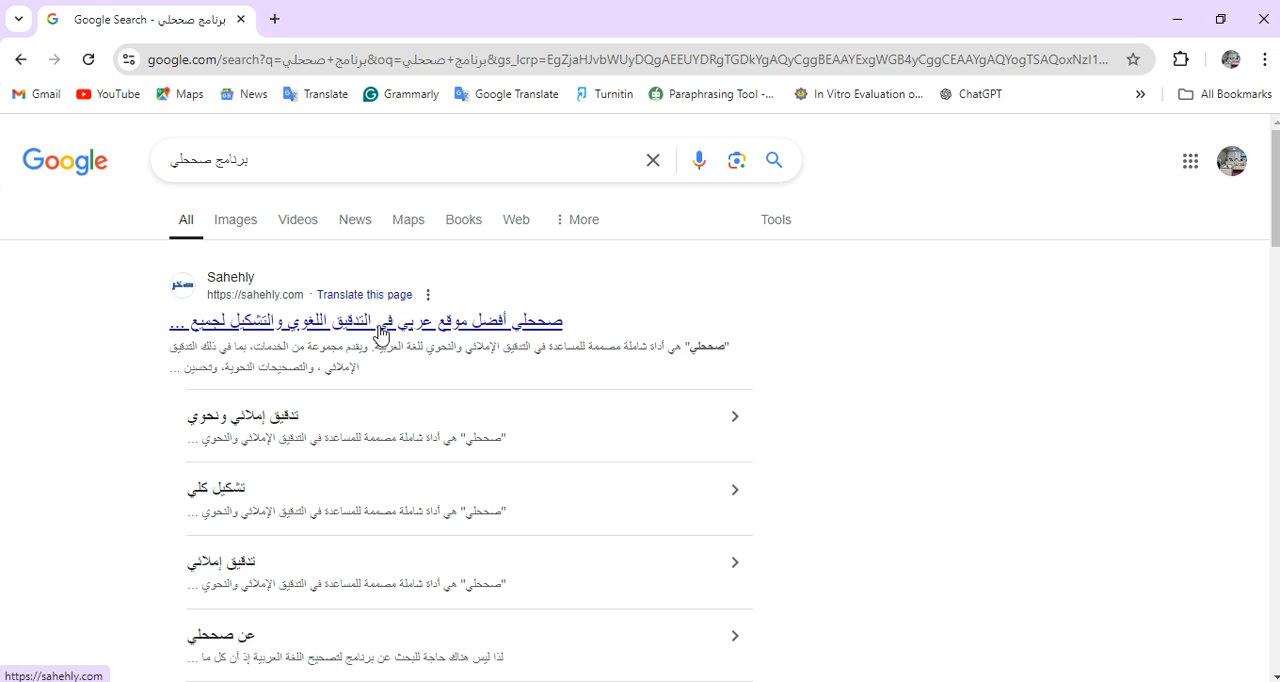 Google Search - برنامج صححلي
google.com/search?q=برنامج+صححلي&oq=برنامج+صححلي&gs_lcrp=EgZjaHJvbWUyDQgAEEUYDRgTGDkYgAQyCggBEAAYExgWGB4yCggCEAAYgAQYogTSAQoxNzI1...
Gmail YouTube Maps News Translate Grammarly Google Translate Turnitin Paraphrasing Tool -... In Vitro Evaluation o... ChatGPT » All Bookmarks
Google
برنامج صححلي
All Images Videos News Maps Books Web More Tools
Sahehly
https://sahehly.com · Translate this page
صححلي أفضل موقع عربي في التدقيق اللغوي والتشكيل لجميع ...
"صححلي" هي أداة شاملة مصممة للمساعدة في التدقيق الإملائي والنحوي للغة العربية. ويقدم مجموعة من الخدمات، بما في ذلك التدقيق
الإملائي ، والتصحيحات النحوية، وتحسين ...
تدقيق إملائي ونحوي
"صححلي" هي أداة شاملة مصممة للمساعدة في التدقيق الإملائي والنحوي ...
تشكيل كلي
"صححلي" هي أداة شاملة مصممة للمساعدة في التدقيق الإملائي والنحوي ...
تدقيق إملائي
"صححلي" هي أداة شاملة مصممة للمساعدة في التدقيق الإملائي والنحوي ...
عن صححلي
لذا ليس هناك حاجة للبحث عن برنامج لتصحيح اللغة العربية إذ أن كل ما ...
https://sahehly.com